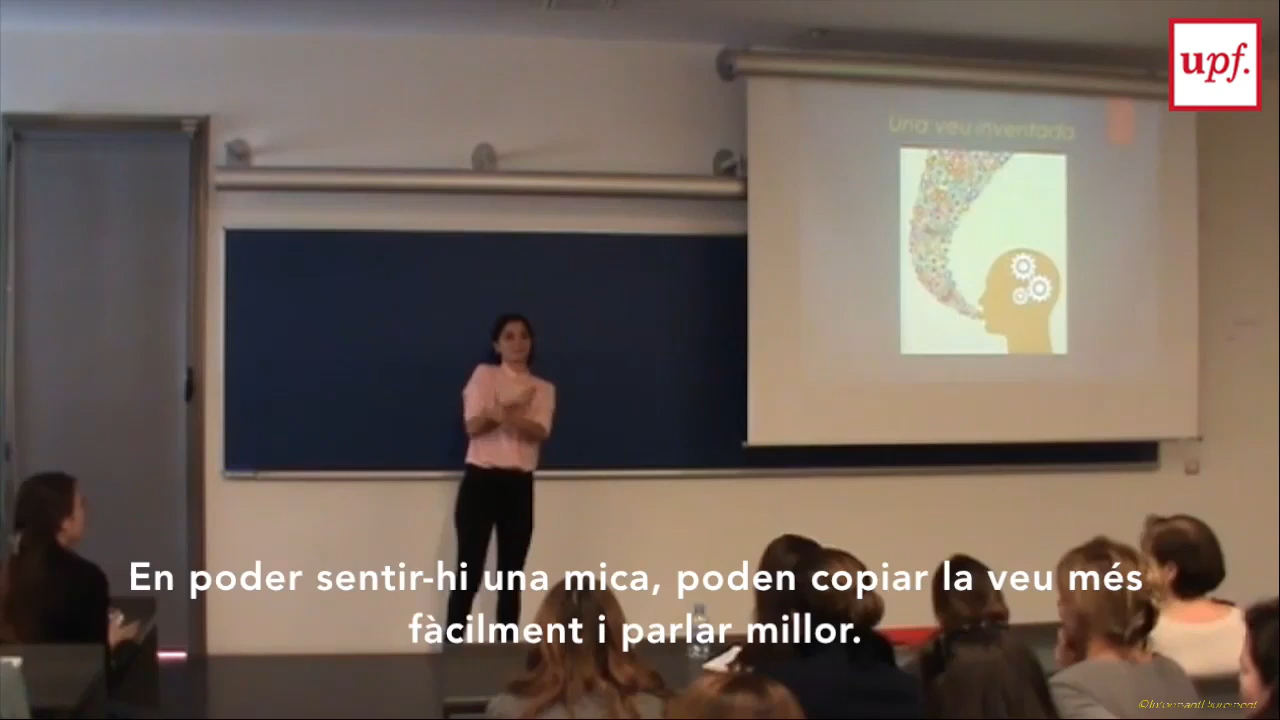 upf.
Una veu inventada
En poder sentir-hi una mica, poden copiar la veu més
fàcilment i parlar millor.